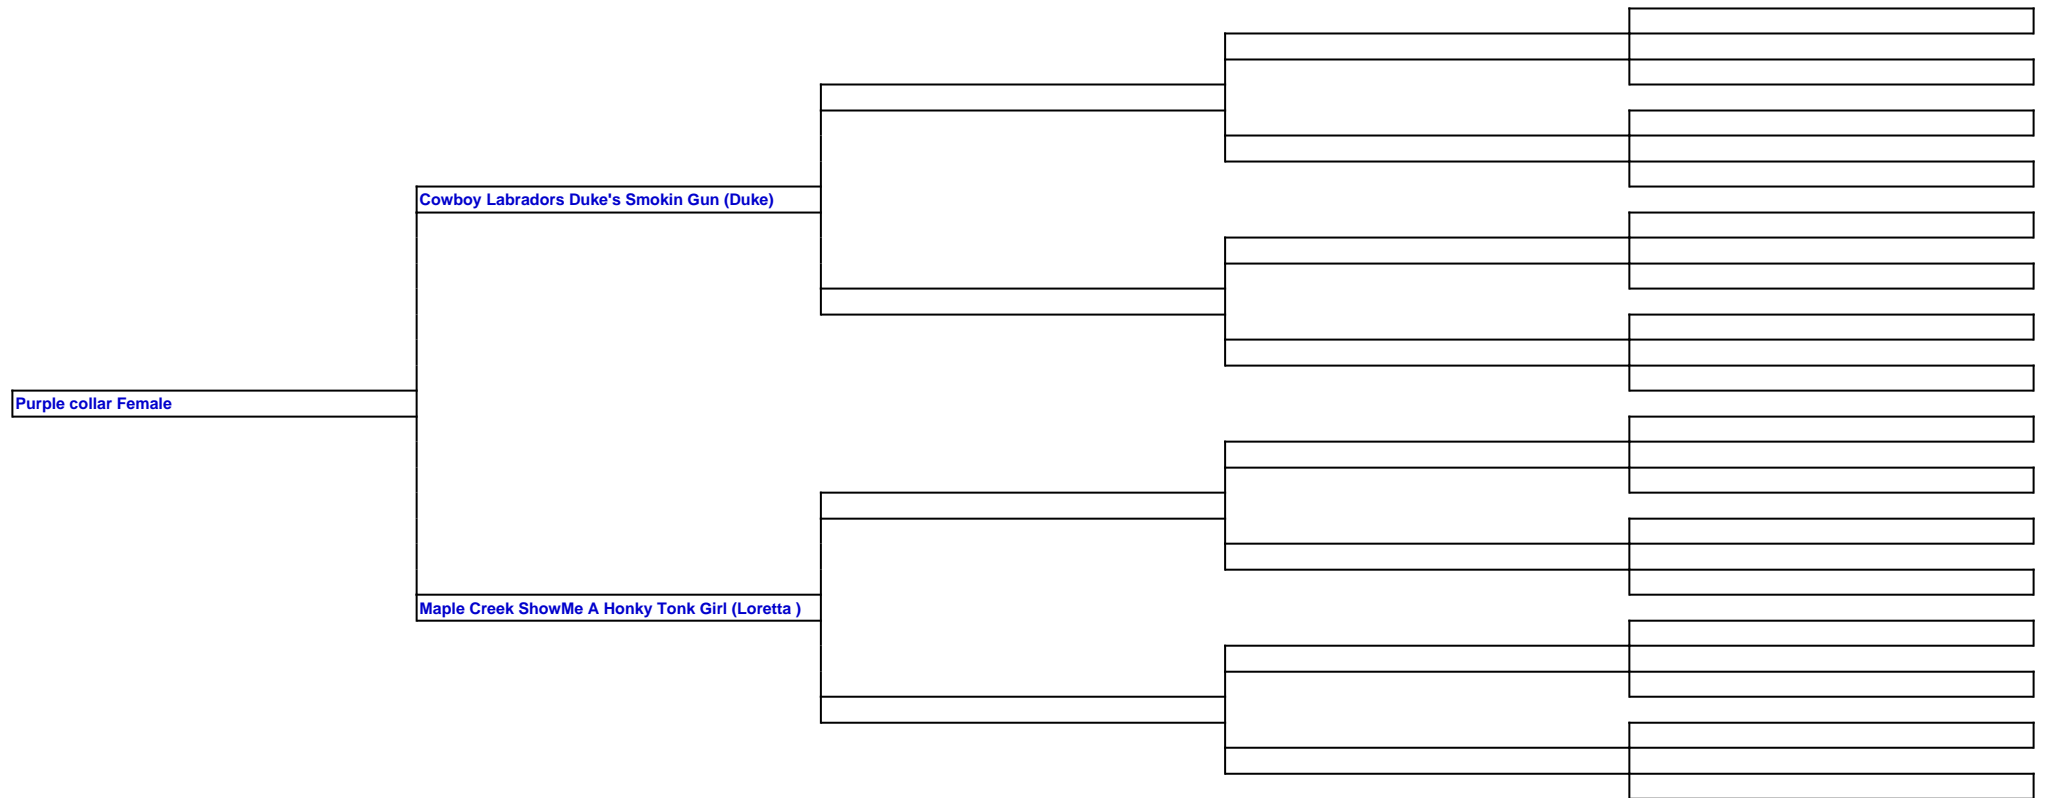 Cowboy Labradors Duke's Smokin Gun (Duke)
Purple collar Female
Maple Creek ShowMe A Honky Tonk Girl (Loretta )